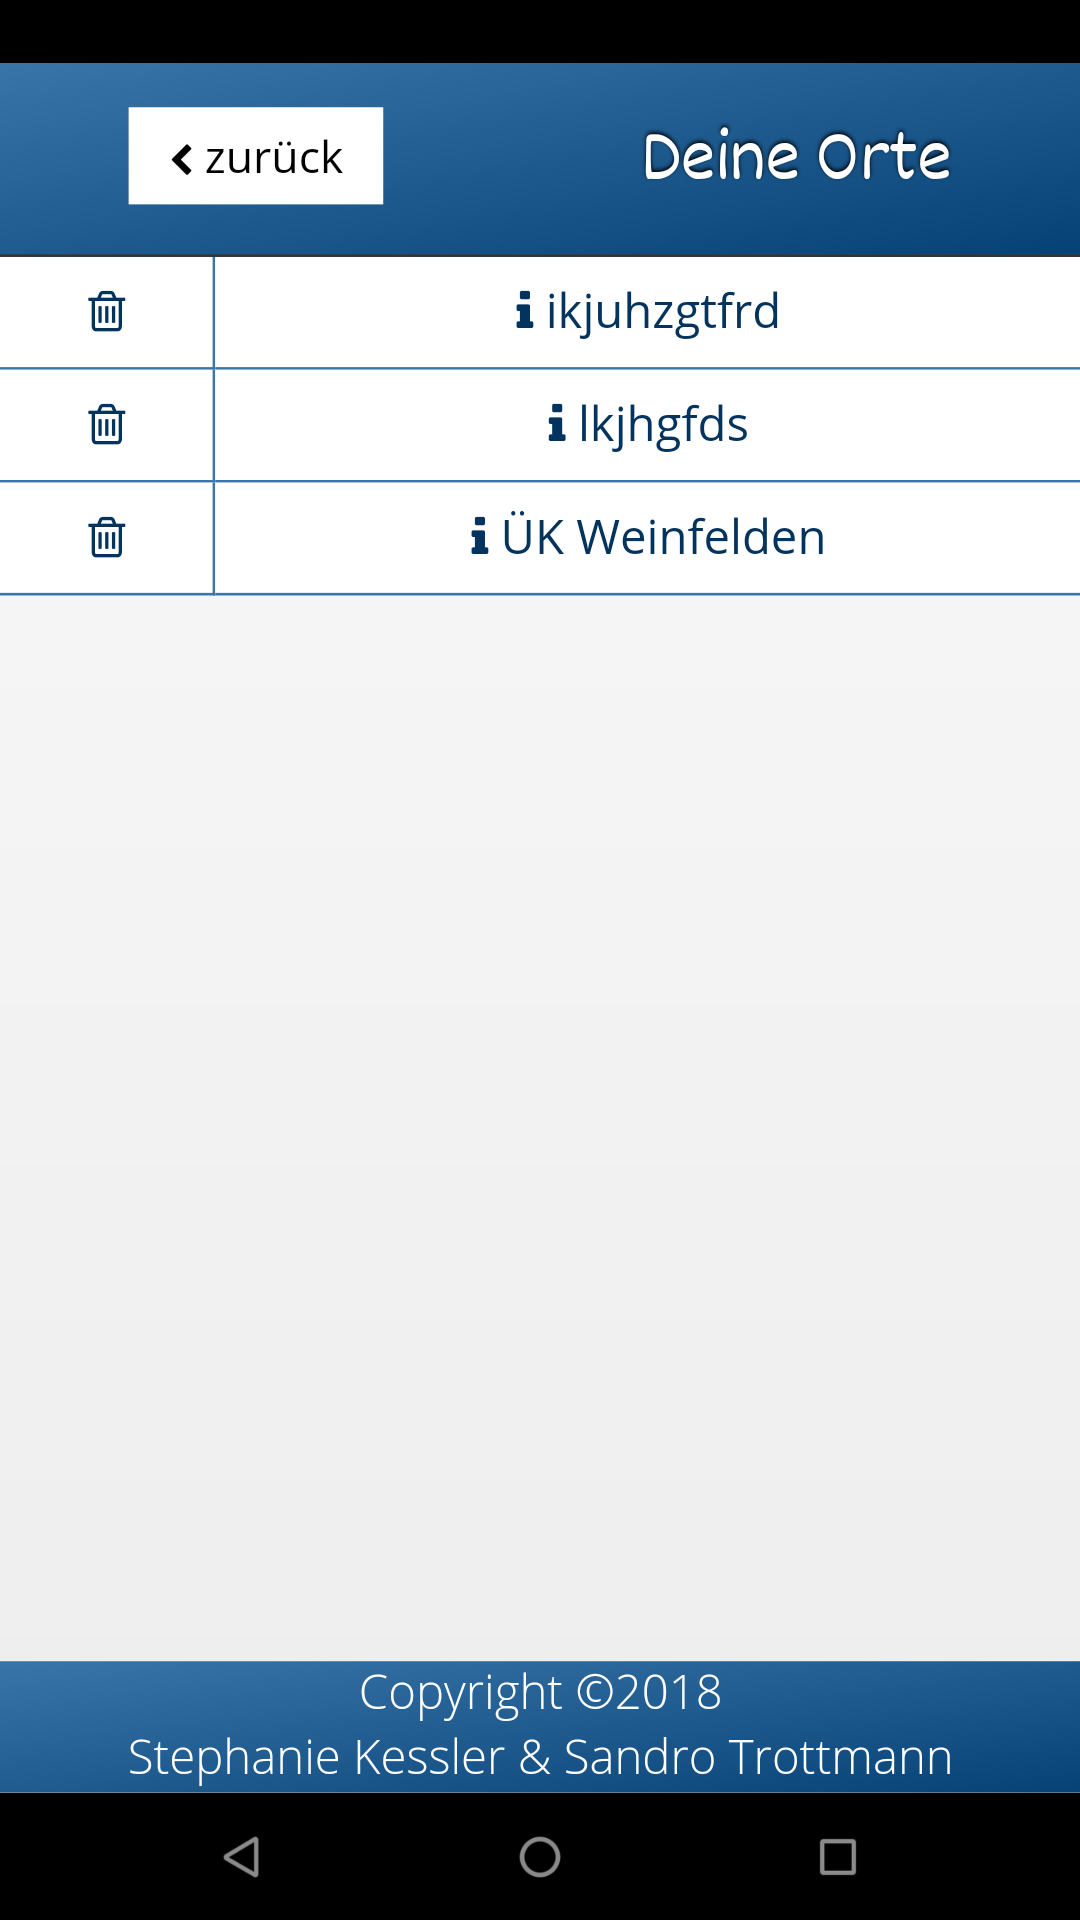 zurück
Deine Orte
ikjuhzgtfrd
lkjhgfds
ÜK Weinfelden
Copyright ©2018
Stephanie Kessler & Sandro Trottmann